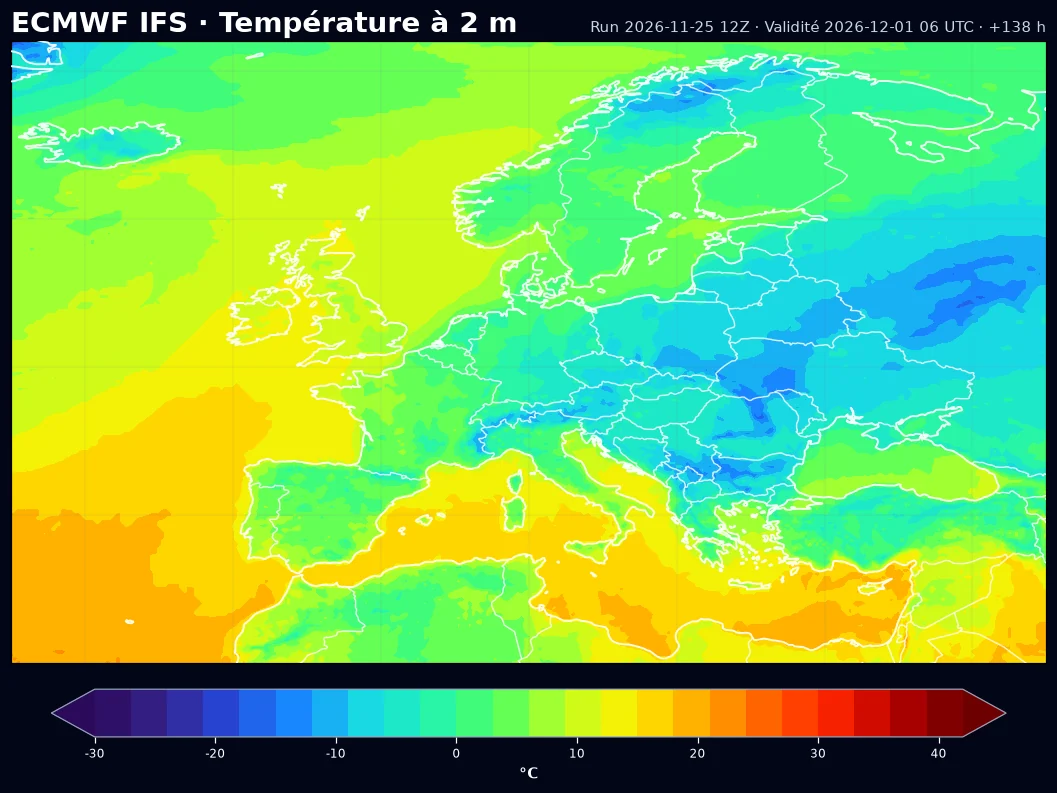 ECMWF IFS · Température à 2 m
Run 2026-11-25 12Z · Validité 2026-12-01 06 UTC · +138 h
-30 -20 -10 0 10 20 30 40
°C